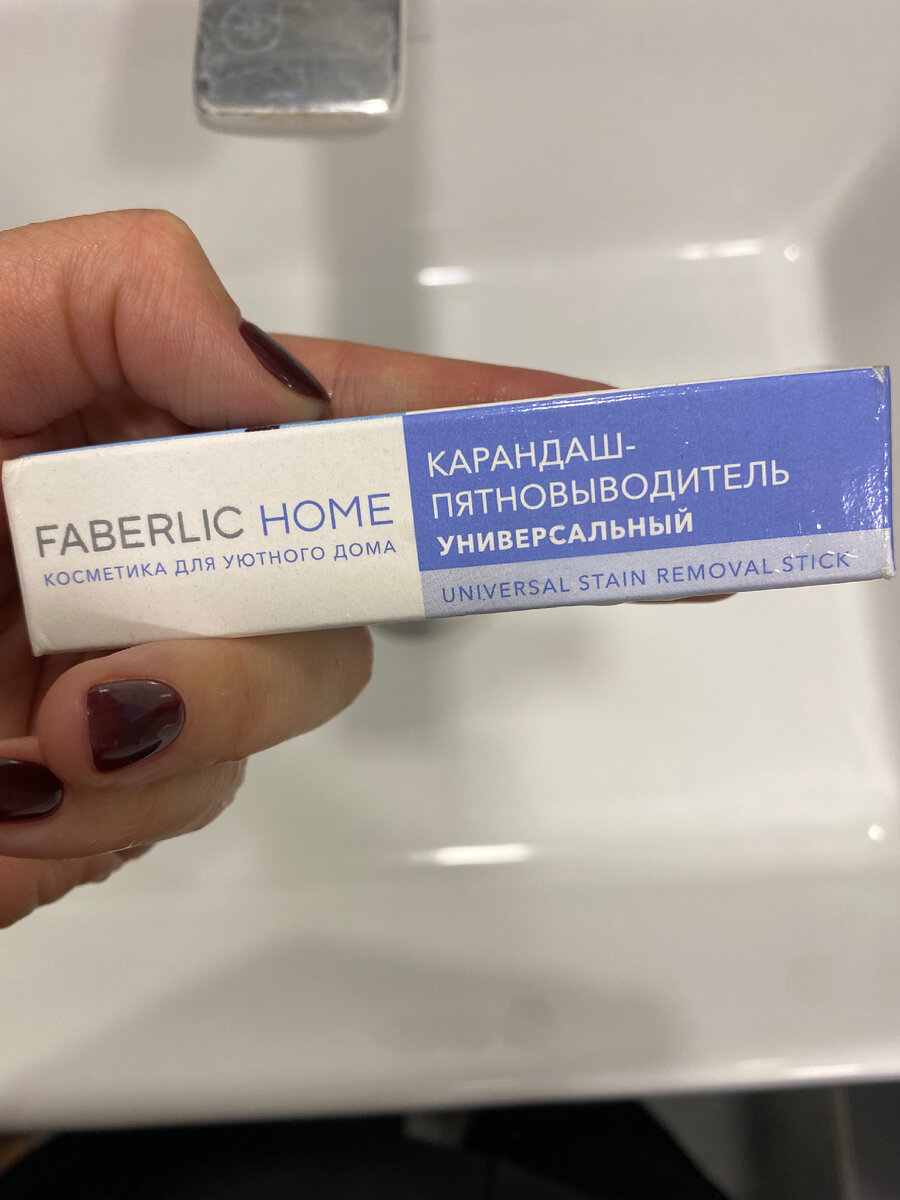 FABERLIC HOME
КОСМЕТИКА ДЛЯ УЮТНОГО ДОМА
КАРАНДАШ-
ПЯТНОВЫВОДИТЕЛЬ
УНИВЕРСАЛЬНЫЙ
UNIVERSAL STAIN REMOVAL STICK